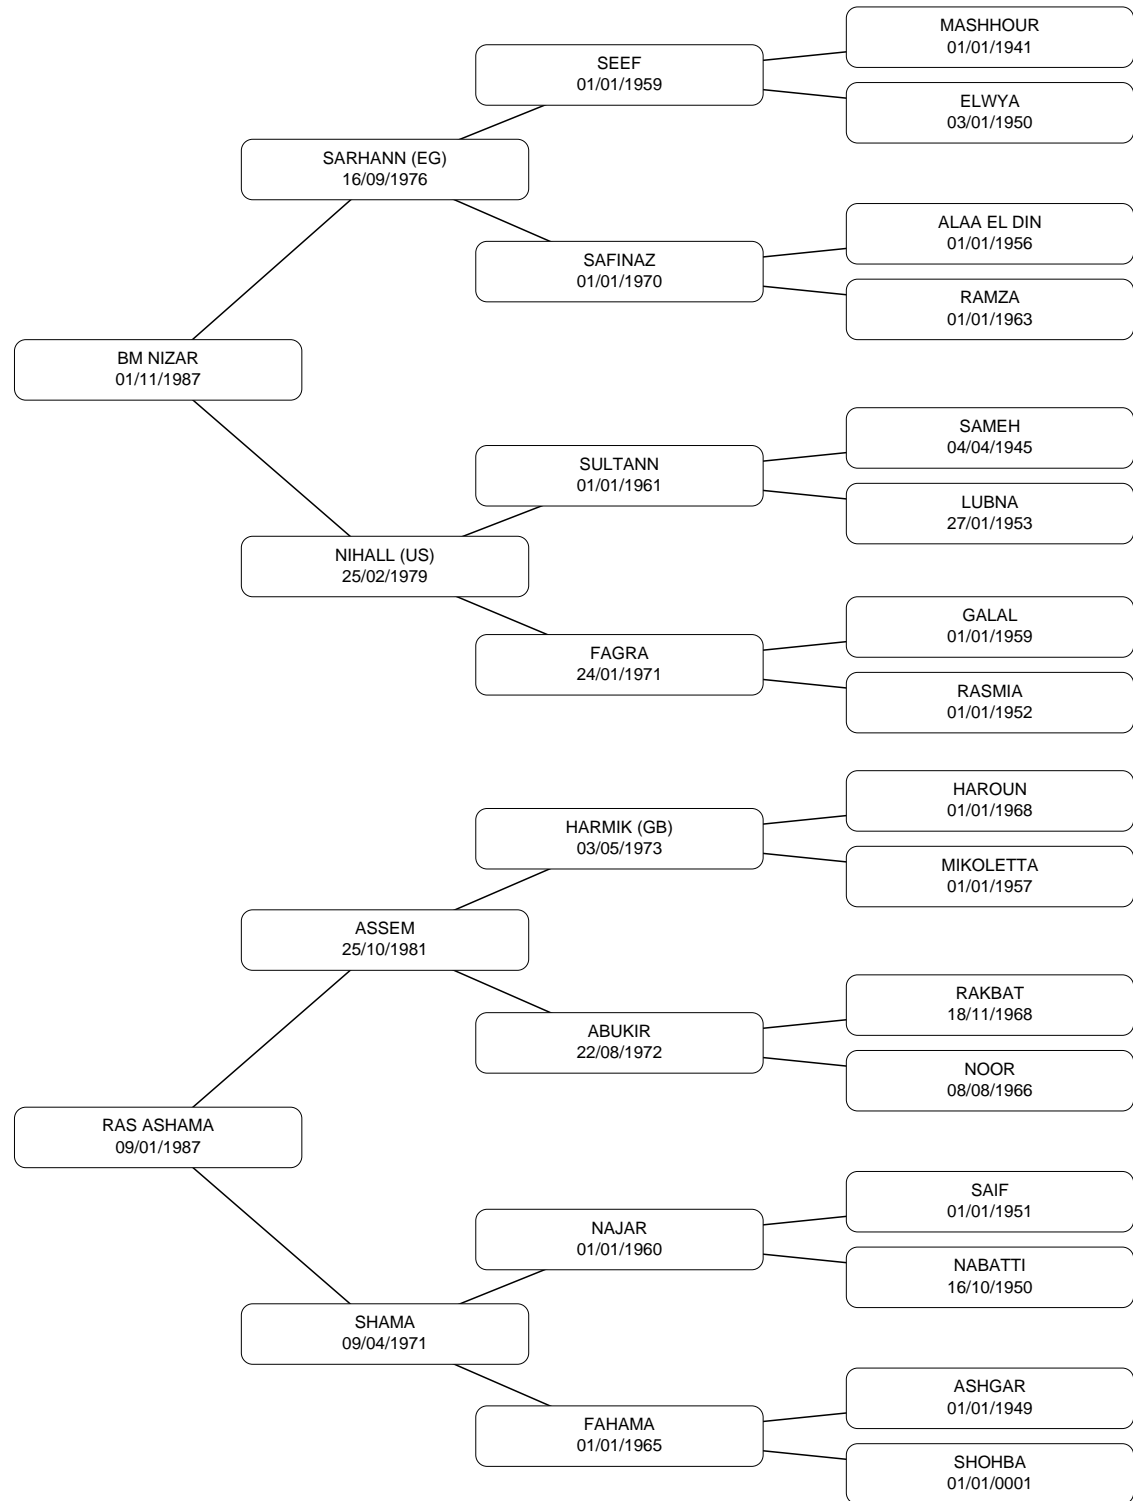 MASHHOUR
01/01/1941
SEEF
01/01/1959
ELWYA
03/01/1950
SARHANN (EG)
16/09/1976
ALAA EL DIN
01/01/1956
SAFINAZ
01/01/1970
RAMZA
01/01/1963
BM NIZAR
01/11/1987
SAMEH
04/04/1945
SULTANN
01/01/1961
LUBNA
27/01/1953
NIHALL (US)
25/02/1979
GALAL
01/01/1959
FAGRA
24/01/1971
RASMIA
01/01/1952
HAROUN
01/01/1968
HARMIK (GB)
03/05/1973
MIKOLETTA
01/01/1957
ASSEM
25/10/1981
RAKBAT
18/11/1968
ABUKIR
22/08/1972
NOOR
08/08/1966
RAS ASHAMA
09/01/1987
SAIF
01/01/1951
NAJAR
01/01/1960
NABATTI
16/10/1950
SHAMA
09/04/1971
ASHGAR
01/01/1949
FAHAMA
01/01/1965
SHOHBA
01/01/0001